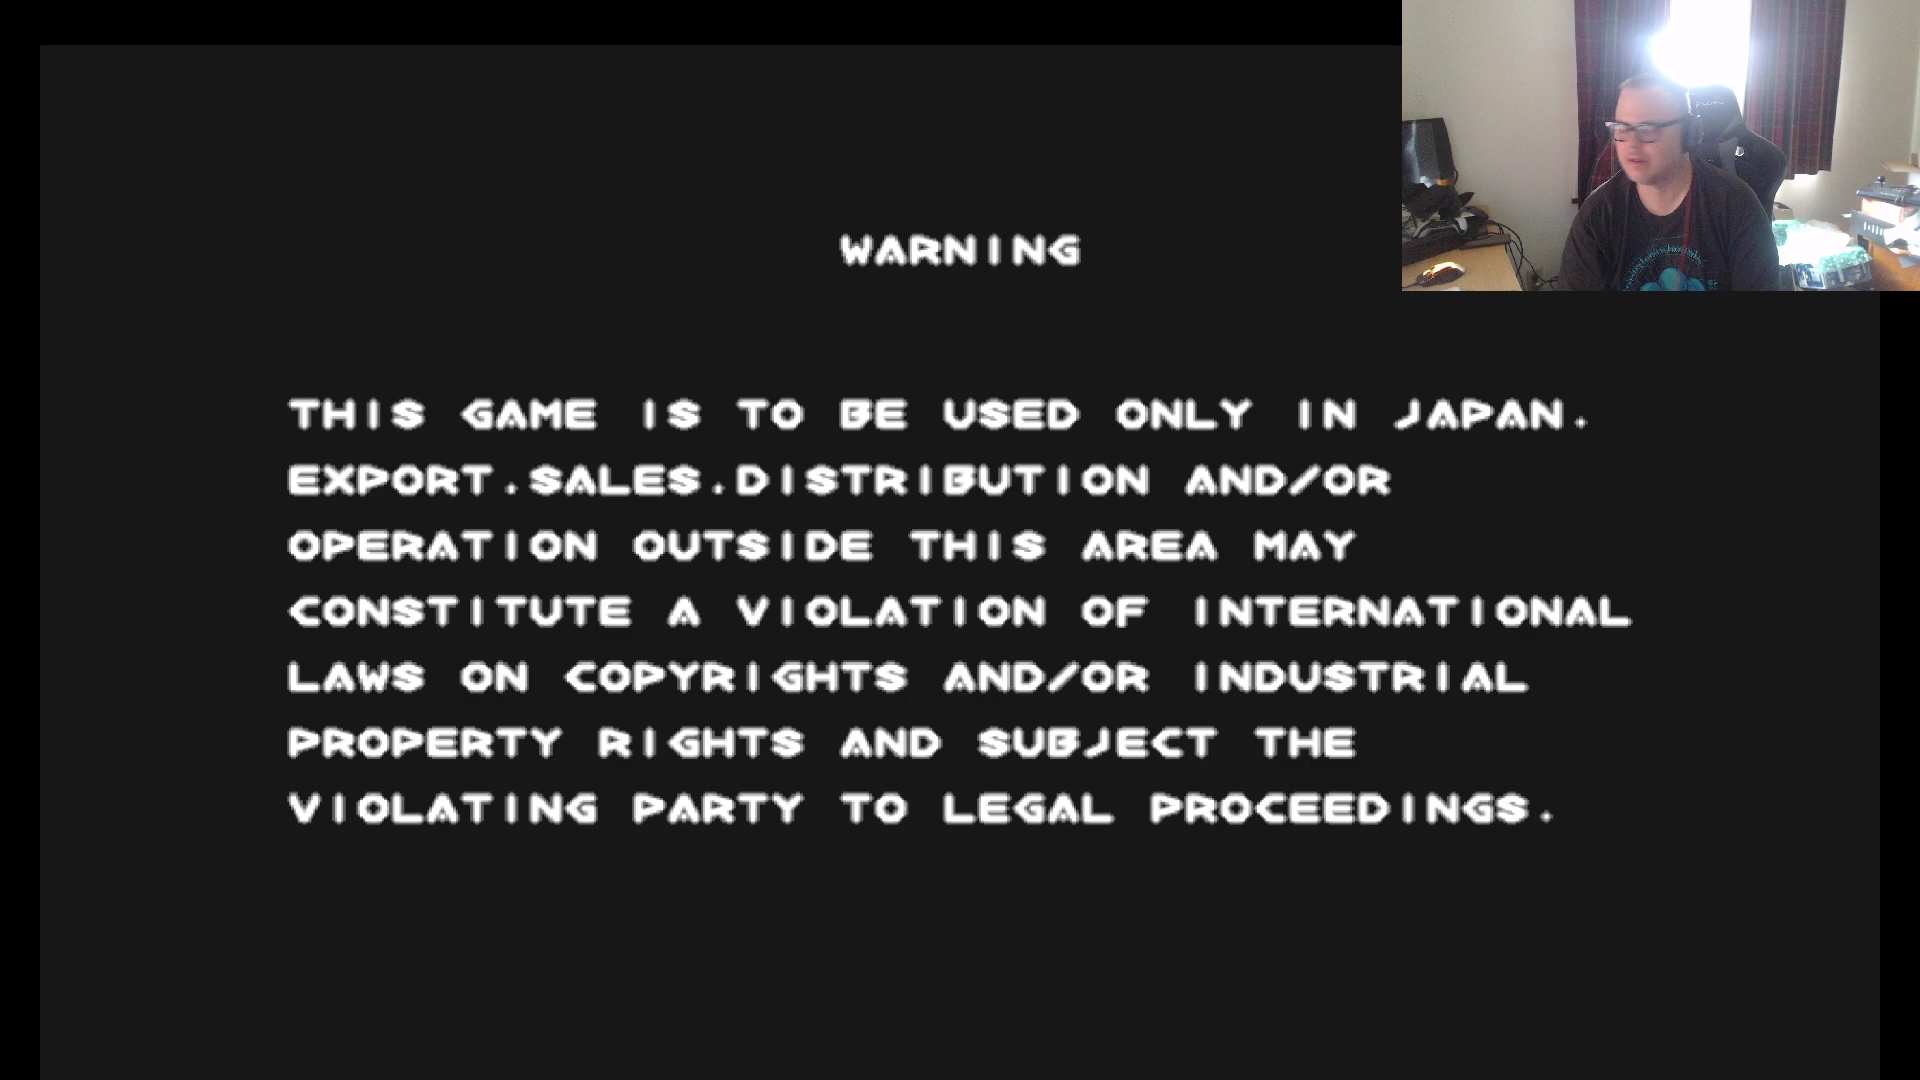 WARNING
THIS GAME IS TO BE USED ONLY IN JAPAN.
EXPORT.SALES.DISTRIBUTION AND/OR
OPERATION OUTSIDE THIS AREA MAY
CONSTITUTE A VIOLATION OF INTERNATIONAL
LAWS ON COPYRIGHTS AND/OR INDUSTRIAL
PROPERTY RIGHTS AND SUBJECT THE
VIOLATING PARTY TO LEGAL PROCEEDINGS.